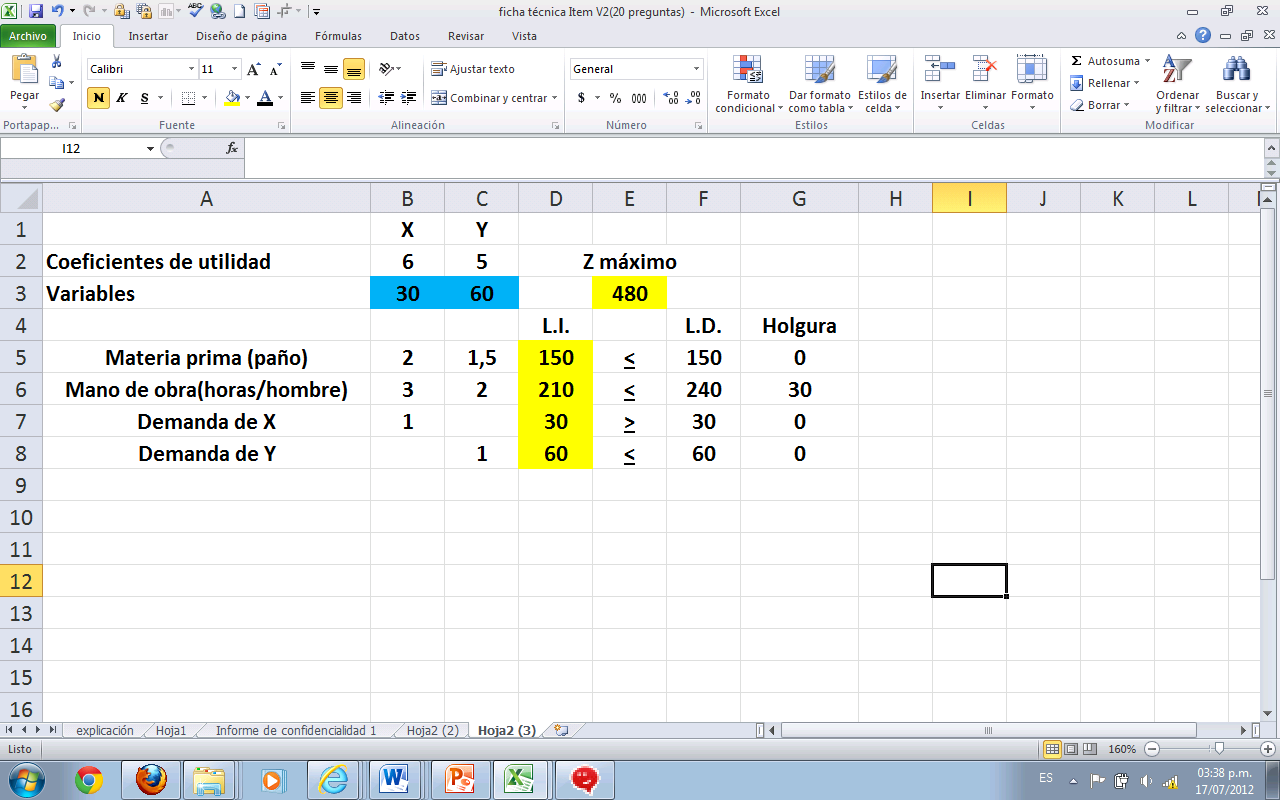 ficha técnica Item V2(20 preguntas) - Microsoft Excel
Archivo Inicio Insertar Diseño de página Fórmulas Datos Revisar Vista
Pegar Calibri 11 Ajustar texto General Autosuma
N K S Combinar y centrar $ % 000 Formato condicional Dar formato como tabla Estilos de celda Insertar Eliminar Formato Rellenar Borrar Ordenar y filtrar Buscar y seleccionar
Portapap... Fuente Alineación Número Estilos Celdas Modificar
I12 fx
A B C D E F G H I J K L
1 X Y
2 Coeficientes de utilidad 6 5 Z máximo
3 Variables 30 60 480
4 L.I. L.D. Holgura
5 Materia prima (paño) 2 1,5 150 ≤ 150 0
6 Mano de obra(horas/hombre) 3 2 210 ≤ 240 30
7 Demanda de X 1 30 ≥ 30 0
8 Demanda de Y 1 60 ≤ 60 0
9
10
11
12
13
14
15
16
explicación Hoja1 Informe de confidencialidad 1 Hoja2 (2) Hoja2 (3)
Listo 160%
ES 03:38 p.m.
17/07/2012